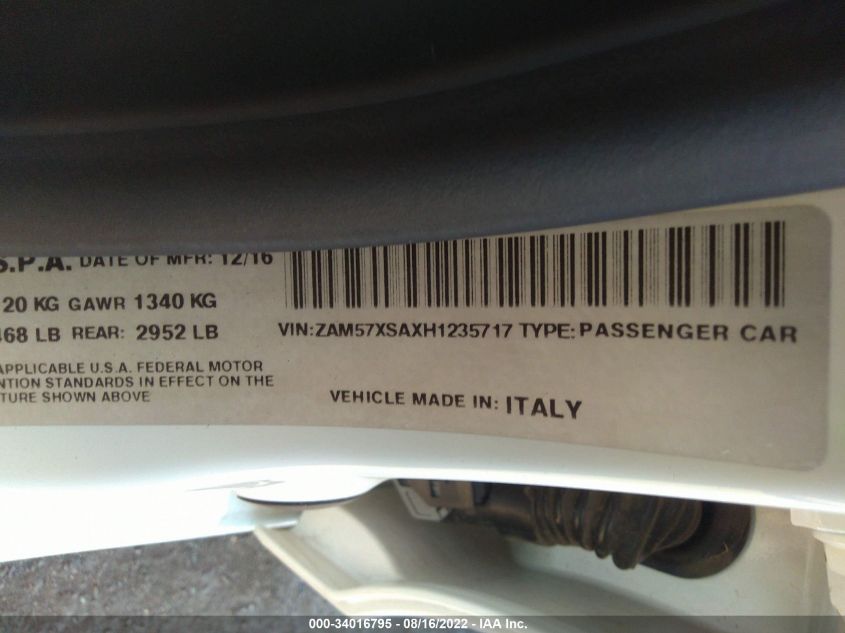 S.P.A. DATE OF MFR: 12/16
20 KG GAWR 1340 KG
468 LB REAR: 2952 LB
VIN:ZAM57XSAXH1235717 TYPE:PASSENGER CAR
APPLICABLE U.S.A. FEDERAL MOTOR
NTION STANDARDS IN EFFECT ON THE
TURE SHOWN ABOVE
VEHICLE MADE IN: ITALY
000-34016795 - 08/16/2022 - IAA Inc.